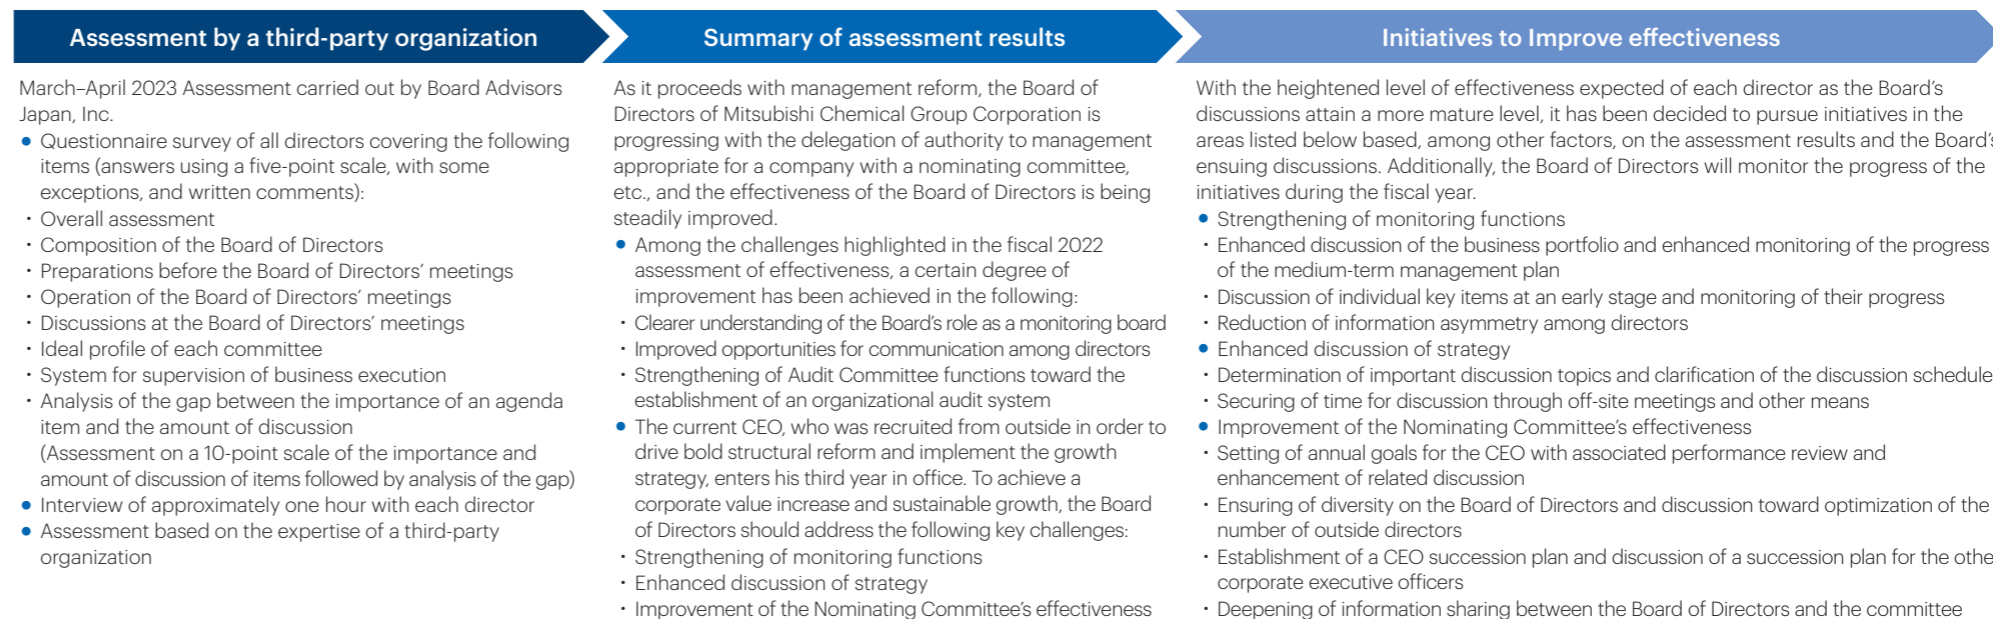 Assessment by a third-party organization
March–April 2023 Assessment carried out by Board Advisors
Japan, Inc.
● Questionnaire survey of all directors covering the following
items (answers using a five-point scale, with some
exceptions, and written comments):
・Overall assessment
・Composition of the Board of Directors
・Preparations before the Board of Directors’ meetings
・Operation of the Board of Directors’ meetings
・Discussions at the Board of Directors’ meetings
・Ideal profile of each committee
・System for supervision of business execution
・Analysis of the gap between the importance of an agenda
item and the amount of discussion
(Assessment on a 10-point scale of the importance and
amount of discussion of items followed by analysis of the gap)
● Interview of approximately one hour with each director
● Assessment based on the expertise of a third-party
organization
Summary of assessment results
As it proceeds with management reform, the Board of
Directors of Mitsubishi Chemical Group Corporation is
progressing with the delegation of authority to management
appropriate for a company with a nominating committee,
etc., and the effectiveness of the Board of Directors is being
steadily improved.
● Among the challenges highlighted in the fiscal 2022
assessment of effectiveness, a certain degree of
improvement has been achieved in the following:
・Clearer understanding of the Board’s role as a monitoring board
・Improved opportunities for communication among directors
・Strengthening of Audit Committee functions toward the
establishment of an organizational audit system
● The current CEO, who was recruited from outside in order to
drive bold structural reform and implement the growth
strategy, enters his third year in office. To achieve a
corporate value increase and sustainable growth, the Board
of Directors should address the following key challenges:
・Strengthening of monitoring functions
・Enhanced discussion of strategy
・Improvement of the Nominating Committee’s effectiveness
Initiatives to Improve effectiveness
With the heightened level of effectiveness expected of each director as the Board’s
discussions attain a more mature level, it has been decided to pursue initiatives in the
areas listed below based, among other factors, on the assessment results and the Board’s
ensuing discussions. Additionally, the Board of Directors will monitor the progress of the
initiatives during the fiscal year.
● Strengthening of monitoring functions
・Enhanced discussion of the business portfolio and enhanced monitoring of the progress
of the medium-term management plan
・Discussion of individual key items at an early stage and monitoring of their progress
・Reduction of information asymmetry among directors
● Enhanced discussion of strategy
・Determination of important discussion topics and clarification of the discussion schedule
・Securing of time for discussion through off-site meetings and other means
● Improvement of the Nominating Committee’s effectiveness
・Setting of annual goals for the CEO with associated performance review and
enhancement of related discussion
・Ensuring of diversity on the Board of Directors and discussion toward optimization of the
number of outside directors
・Establishment of a CEO succession plan and discussion of a succession plan for the othe
corporate executive officers
・Deepening of information sharing between the Board of Directors and the committee